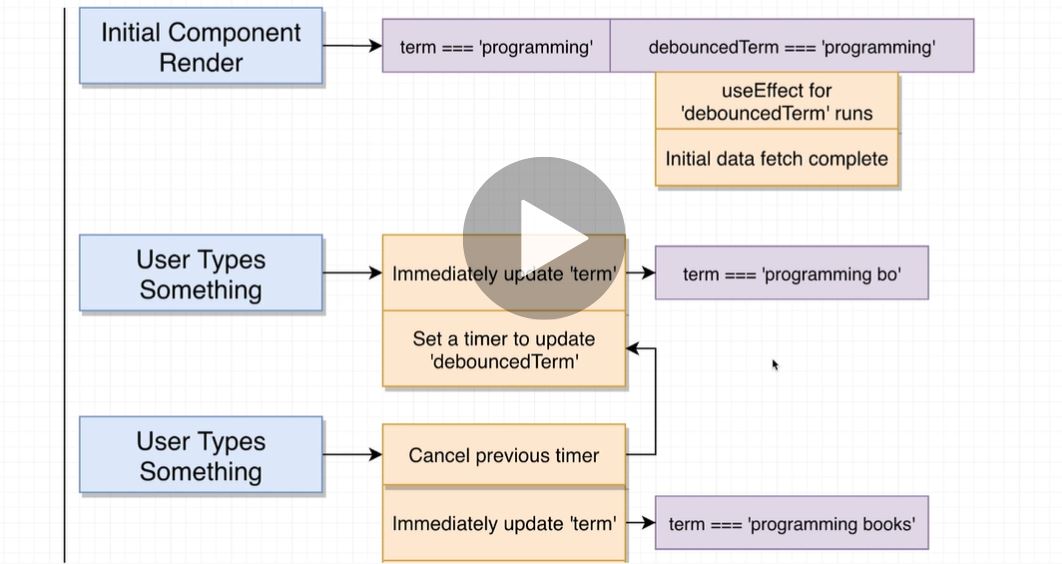 Initial Component
Render
term === 'programming'
debouncedTerm === 'programming'
useEffect for
'debouncedTerm' runs
Initial data fetch complete
User Types
Something
Immediately update 'term'
term === 'programming bo'
Set a timer to update
'debouncedTerm'
User Types
Something
Cancel previous timer
Immediately update 'term'
term === 'programming books'